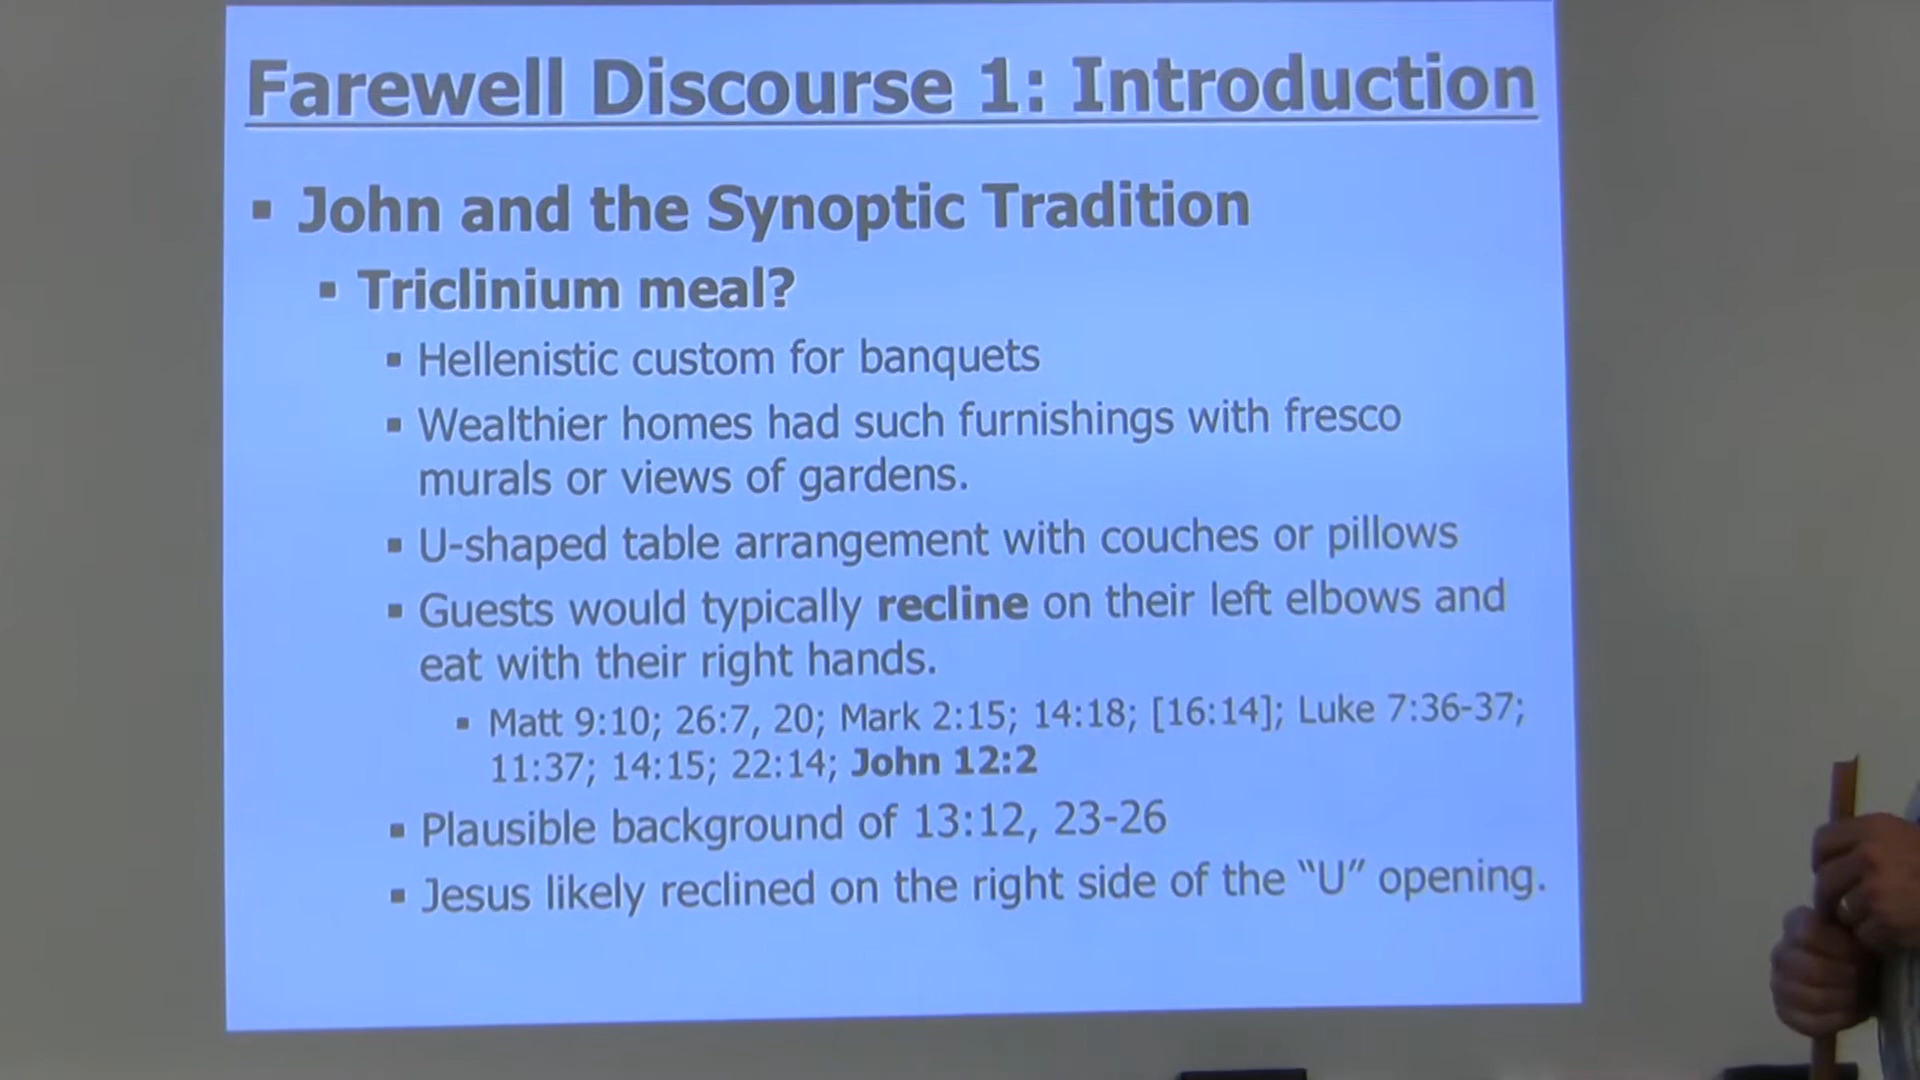 Farewell Discourse 1: Introduction
▪ John and the Synoptic Tradition
▪ Triclinium meal?
▪ Hellenistic custom for banquets
▪ Wealthier homes had such furnishings with fresco
murals or views of gardens.
▪ U-shaped table arrangement with couches or pillows
▪ Guests would typically recline on their left elbows and
eat with their right hands.
▪ Matt 9:10; 26:7, 20; Mark 2:15; 14:18; [16:14]; Luke 7:36-37;
11:37; 14:15; 22:14; John 12:2
▪ Plausible background of 13:12, 23-26
▪ Jesus likely reclined on the right side of the “U” opening.